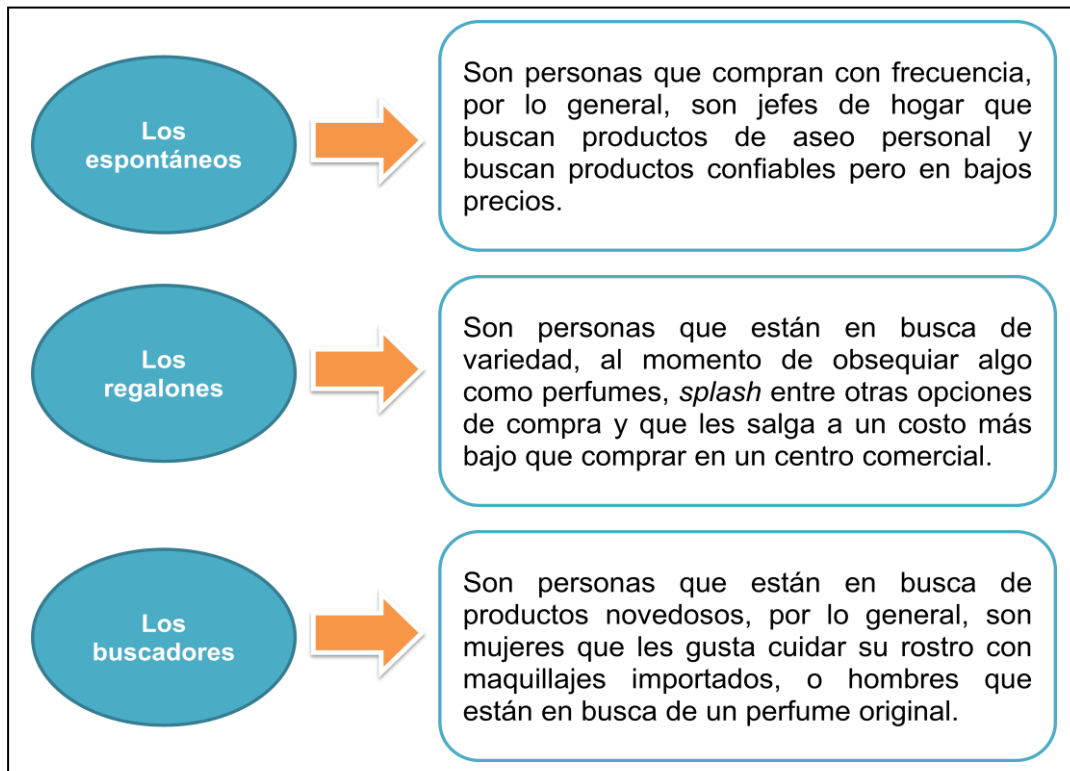 Los
espontáneos
Son personas que compran con frecuencia,
por lo general, son jefes de hogar que
buscan productos de aseo personal y
buscan productos confiables pero en bajos
precios.
Los
regalones
Son personas que están en busca de
variedad, al momento de obsequiar algo
como perfumes, splash entre otras opciones
de compra y que les salga a un costo más
bajo que comprar en un centro comercial.
Los
buscadores
Son personas que están en busca de
productos novedosos, por lo general, son
mujeres que les gusta cuidar su rostro con
maquillajes importados, o hombres que
están en busca de un perfume original.